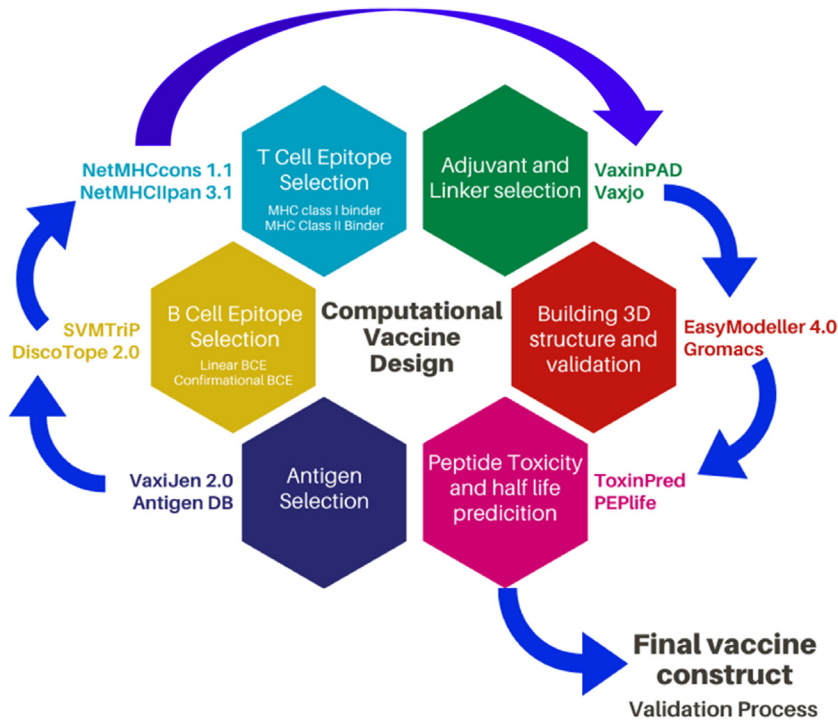 NetMHCcons 1.1
NetMHCIIpan 3.1
T Cell Epitope
Selection
MHC class I binder
MHC Class II Binder
Adjuvant and
Linker selection
VaxinPAD
Vaxjo
SVMTriP
DiscoTope 2.0
B Cell Epitope
Selection
Linear BCE
Confirmational BCE
Computational
Vaccine
Design
Building 3D
structure and
validation
EasyModeller 4.0
Gromacs
VaxiJen 2.0
Antigen DB
Antigen
Selection
Peptide Toxicity
and half life
predicition
ToxinPred
PEPlife
Final vaccine
construct
Validation Process